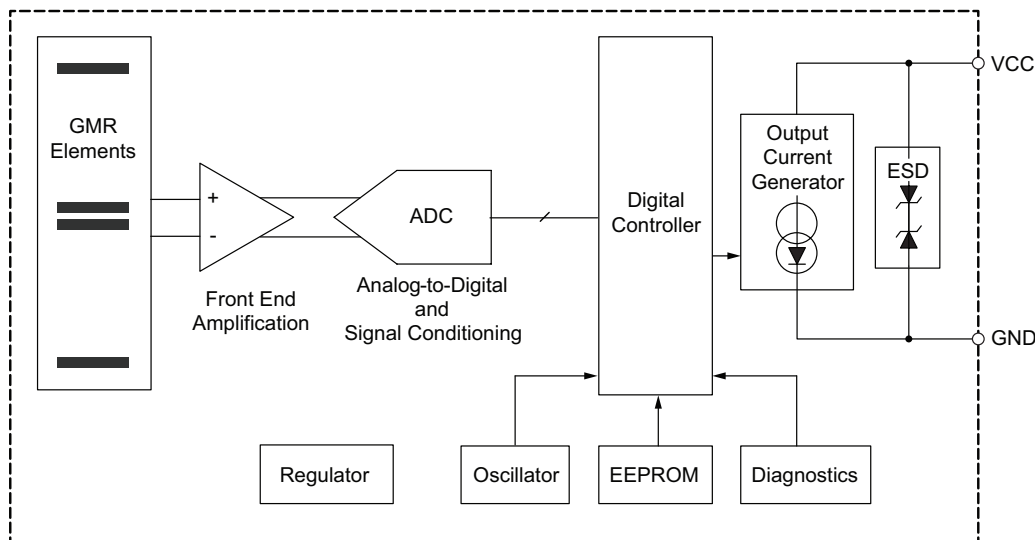 GMR
Elements
+
-
Front End
Amplification
ADC
Analog-to-Digital
and
Signal Conditioning
Digital
Controller
Output
Current
Generator
ESD
VCC
GND
Regulator
Oscillator
EEPROM
Diagnostics